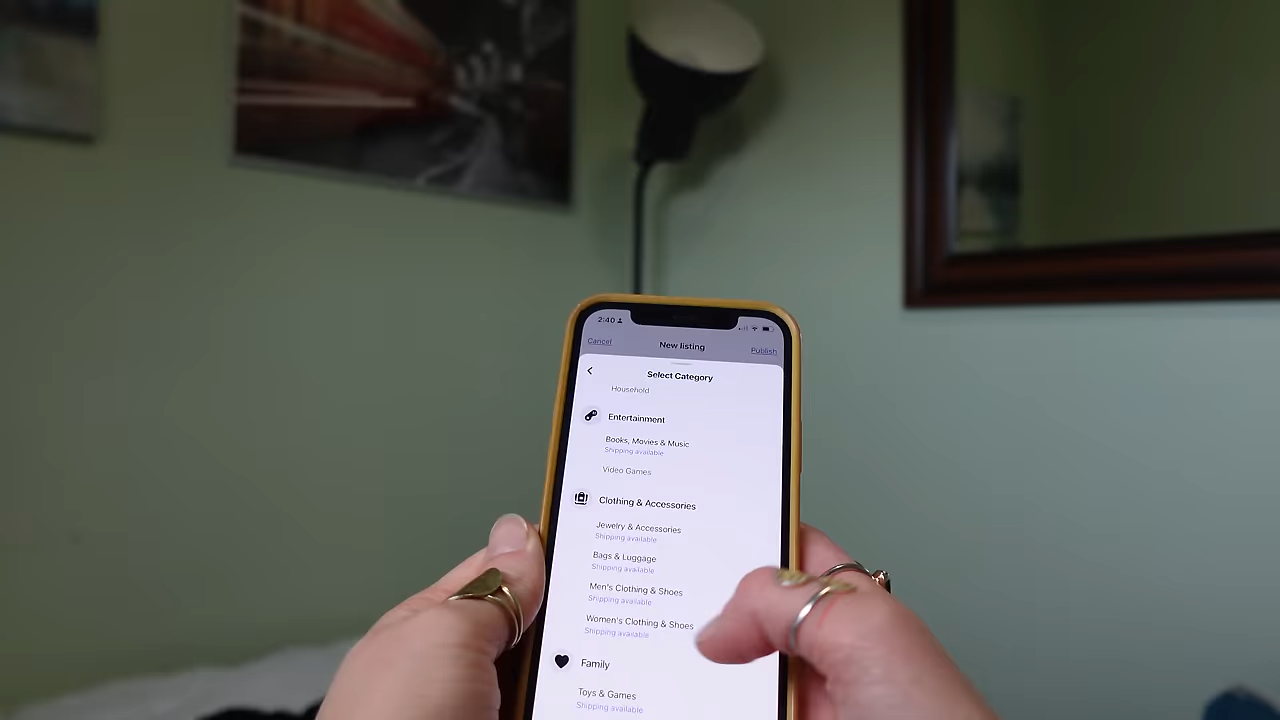 2:40
Cancel New listing Publish
Select Category
Household
Entertainment
Books, Movies & Music
Shipping available
Video Games
Clothing & Accessories
Jewelry & Accessories
Shipping available
Bags & Luggage
Shipping available
Men's Clothing & Shoes
Shipping available
Women's Clothing & Shoes
Shipping available
Family
Toys & Games
Shipping available